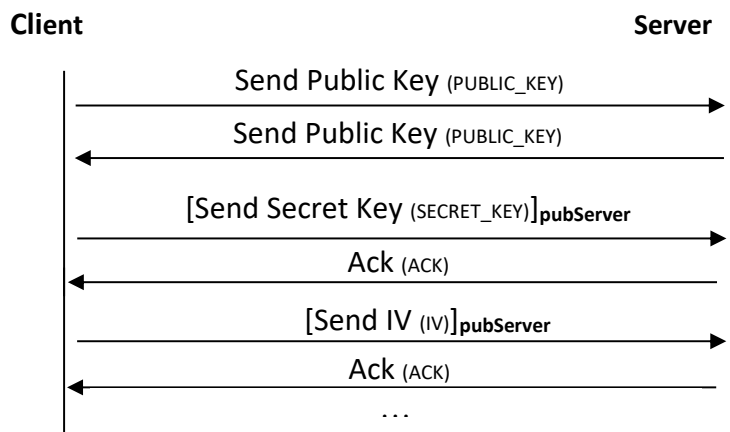 Client Server
Send Public Key (PUBLIC_KEY)
Send Public Key (PUBLIC_KEY)
[Send Secret Key (SECRET_KEY)]pubServer
Ack (ACK)
[Send IV (IV)]pubServer
Ack (ACK)
...